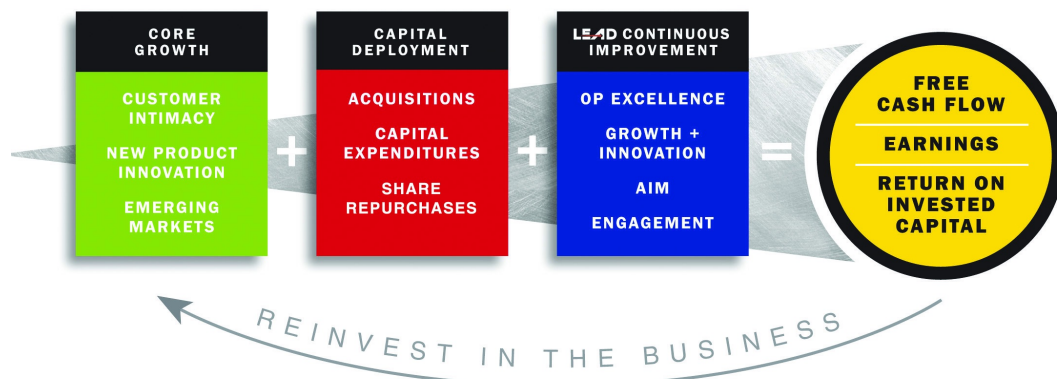 CORE
GROWTH
CUSTOMER
INTIMACY
NEW PRODUCT
INNOVATION
EMERGING
MARKETS
+
CAPITAL
DEPLOYMENT
ACQUISITIONS
CAPITAL
EXPENDITURES
SHARE
REPURCHASES
+
LEAD CONTINUOUS
IMPROVEMENT
OP EXCELLENCE
GROWTH +
INNOVATION
AIM
ENGAGEMENT
=
FREE
CASH FLOW
EARNINGS
RETURN ON
INVESTED
CAPITAL
REINVEST IN THE BUSINESS